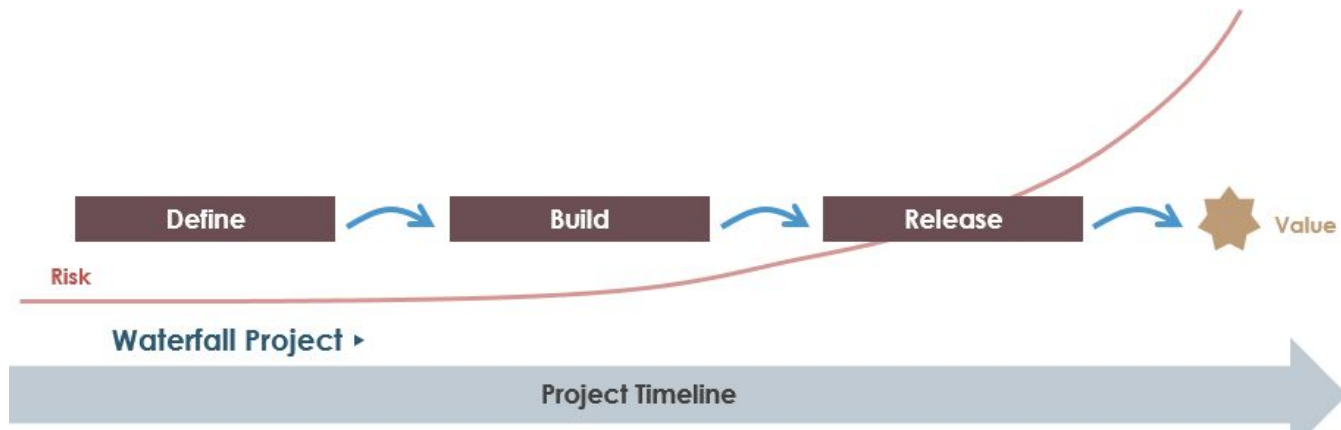 Define
Build
Release
Value
Risk
Waterfall Project
Project Timeline